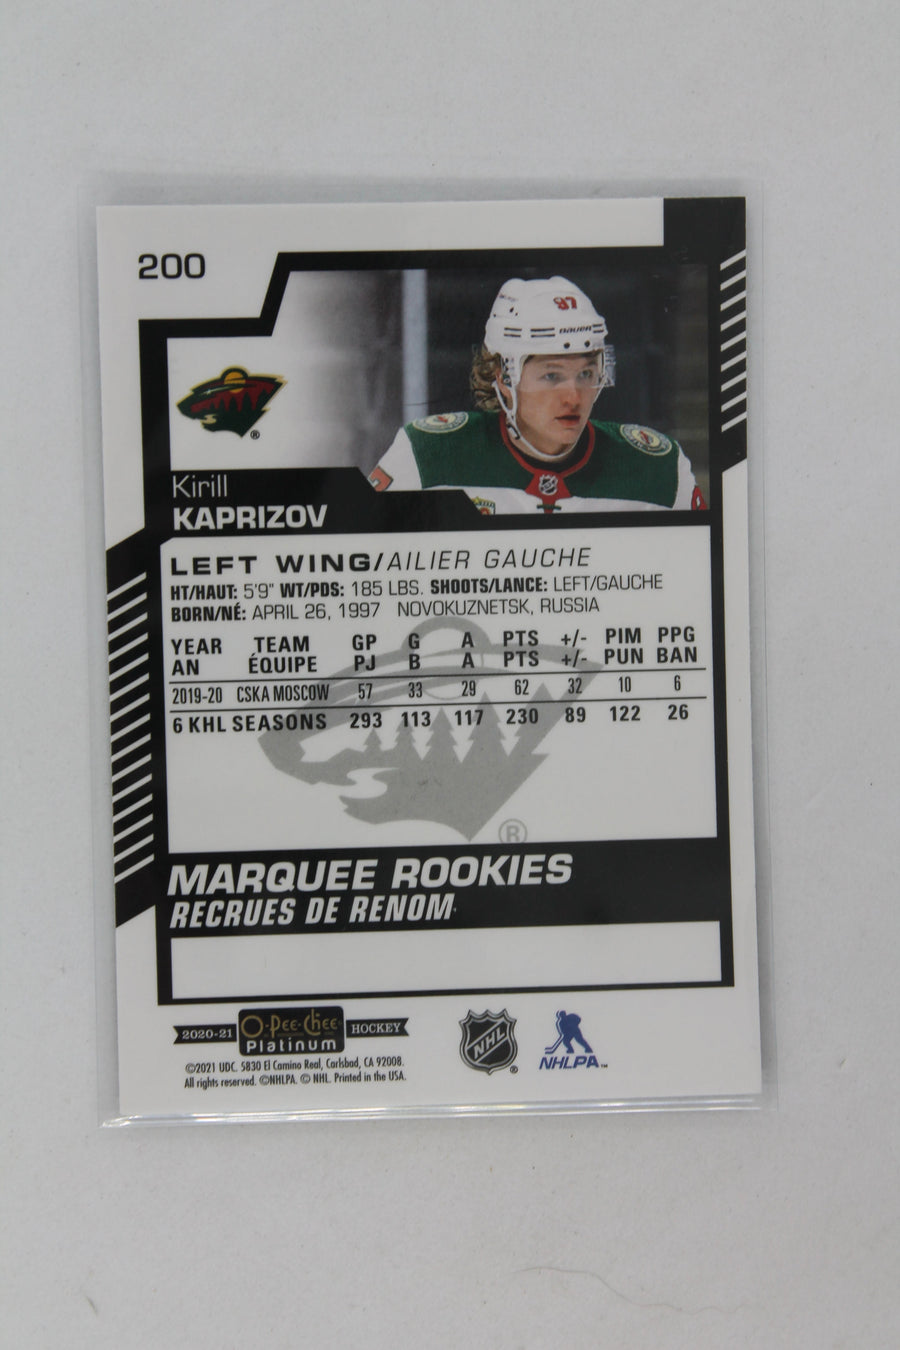 200
97
BAUER
®
Kirill
KAPRIZOV
LEFT WING/AILIER GAUCHE
HT/HAUT: 5'9" WT/PDS: 185 LBS. SHOOTS/LANCE: LEFT/GAUCHE
BORN/NÉ: APRIL 26, 1997 NOVOKUZNETSK, RUSSIA
YEAR TEAM GP G A PTS +/- PIM PPG
AN ÉQUIPE PJ B A PTS +/- PUN BAN
2019-20 CSKA MOSCOW 57 33 29 62 32 10 6
6 KHL SEASONS 293 113 117 230 89 122 26
®
MARQUEE ROOKIES
RECRUES DE RENOM
2020-21 O-Pee-Chee Platinum HOCKEY
NHL ®
NHLPA™
©2021 UDC. 5830 El Camino Real, Carlsbad, CA 92008.
All rights reserved. ©NHLPA. © NHL. Printed in the USA.